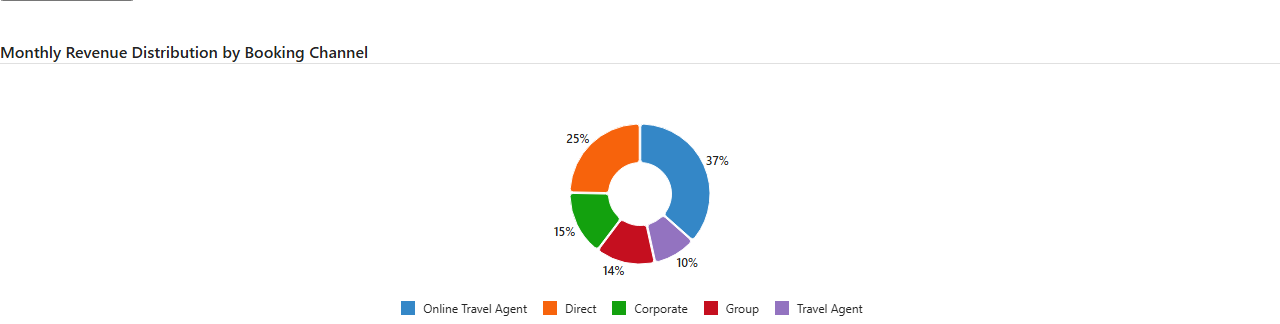 Monthly Revenue Distribution by Booking Channel
25%
37%
15%
14%
10%
Online Travel Agent Direct Corporate Group Travel Agent